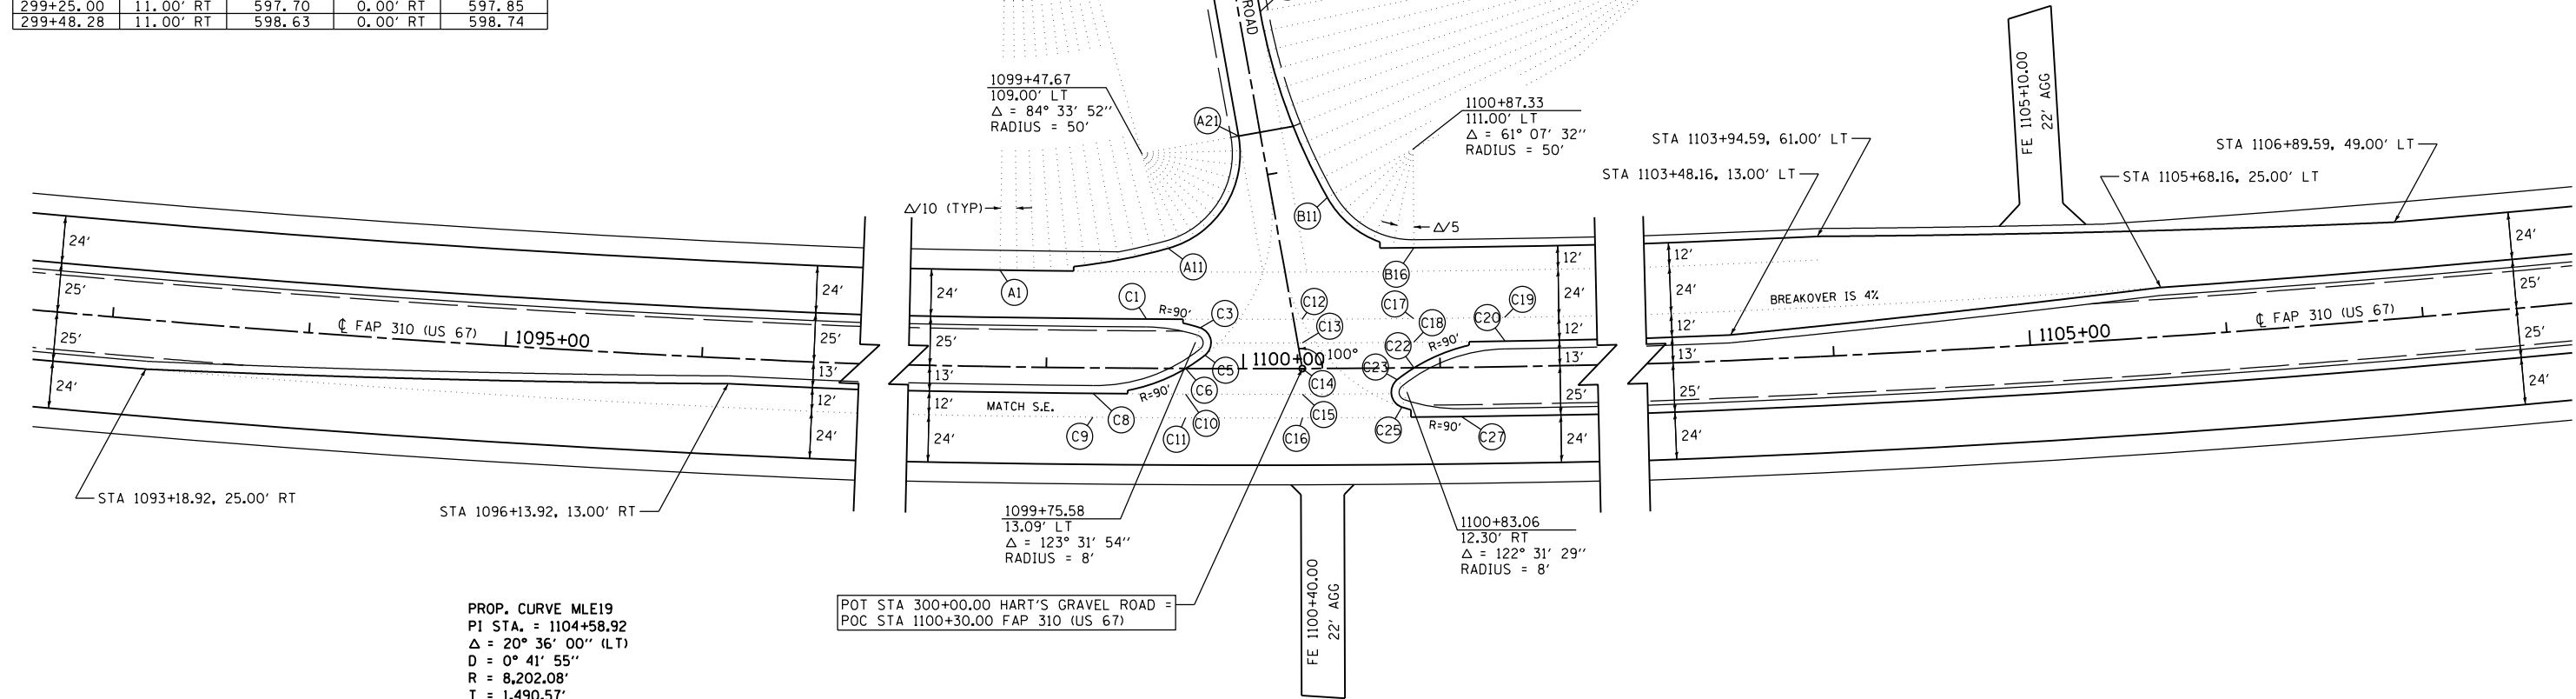 299+25.00 11.00' RT 597.70 0.00' RT 597.85
299+48.28 11.00' RT 598.63 0.00' RT 598.74
ROAD
1099+47.67
109.00' LT
Δ = 84° 33' 52''
RADIUS = 50'
A21
1100+87.33
111.00' LT
Δ = 61° 07' 32''
RADIUS = 50'
FE 1105+10.00
22' AGG
STA 1103+94.59, 61.00' LT
STA 1106+89.59, 49.00' LT
STA 1103+48.16, 13.00' LT
STA 1105+68.16, 25.00' LT
Δ/10 (TYP)
B11
Δ/5
24'
25'
25'
24'
℄ FAP 310 (US 67)
1095+00
24'
25'
13'
12'
24'
24'
25'
13'
12'
24'
A1
A11
B16
C1
R=90'
C3
C12
C13
C17
C18
C19
C20
R=90'
C22
C23
1100+00
100°
C5
C6
C14
R=90'
C8
C9
C10
C11
C15
C16
C25
R=90'
C27
MATCH S.E.
12'
24'
12'
13'
25'
24'
12'
24'
12'
13'
25'
24'
BREAKOVER IS 4%
1105+00
℄ FAP 310 (US 67)
24'
25'
25'
24'
STA 1093+18.92, 25.00' RT
STA 1096+13.92, 13.00' RT
1099+75.58
13.09' LT
Δ = 123° 31' 54''
RADIUS = 8'
1100+83.06
12.30' RT
Δ = 122° 31' 29''
RADIUS = 8'
FE 1100+40.00
22' AGG
POT STA 300+00.00 HART'S GRAVEL ROAD =
POC STA 1100+30.00 FAP 310 (US 67)
PROP. CURVE MLE19
PI STA. = 1104+58.92
Δ = 20° 36' 00'' (LT)
D = 0° 41' 55''
R = 8,202.08'
T = 1,490.57'